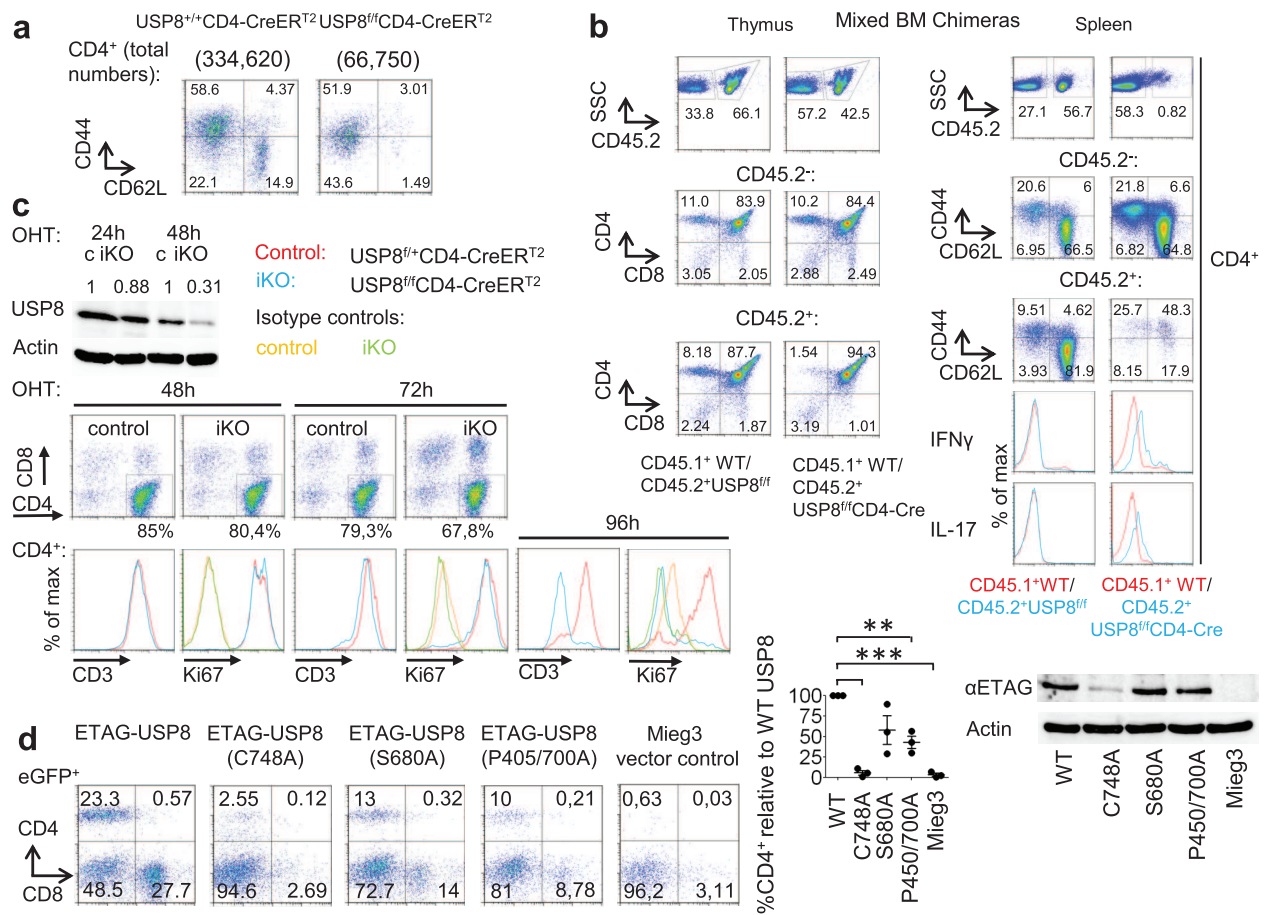 a
USP8+/+CD4-CreERT2 USP8f/fCD4-CreERT2
CD4+ (total
numbers):
(334,620) (66,750)
58.6 4.37 51.9 3.01
22.1 14.9 43.6 1.49
CD44
CD62L
b
Thymus Mixed BM Chimeras Spleen
SSC
CD45.2
33.8 66.1 57.2 42.5
SSC
CD45.2
27.1 56.7 58.3 0.82
CD45.2-:
CD4
CD8
11.0 83.9 10.2 84.4
3.05 2.05 2.88 2.49
CD45.2-:
CD44
CD62L
20.6 6 21.8 6.6
6.95 66.5 6.82 64.8
CD4+
CD45.2+:
CD4
CD8
8.18 87.7 1.54 94.3
2.24 1.87 3.19 1.01
CD45.2+:
CD44
CD62L
9.51 4.62 25.7 48.3
3.93 81.9 8.15 17.9
CD45.1+ WT/
CD45.2+USP8f/f
CD45.1+ WT/
CD45.2+
USP8f/fCD4-Cre
% of max
IFNγ
IL-17
CD45.1+WT/
CD45.2+USP8f/f
CD45.1+ WT/
CD45.2+
USP8f/fCD4-Cre
c
OHT: 24h 48h
c iKO c iKO
1 0.88 1 0.31
USP8
Actin
Control: USP8f/+CD4-CreERT2
iKO: USP8f/fCD4-CreERT2
Isotype controls:
control iKO
OHT: 48h 72h
control iKO control iKO
CD8
CD4
85% 80,4% 79,3% 67,8%
96h
CD4+:
% of max
CD3 Ki67 CD3 Ki67 CD3 Ki67
d
ETAG-USP8 ETAG-USP8 (C748A) ETAG-USP8 (S680A) ETAG-USP8 (P405/700A) Mieg3 vector control
eGFP+
23.3 0.57 2.55 0.12 13 0.32 10 0,21 0,63 0,03
48.5 27.7 94.6 2.69 72.7 14 81 8,78 96,2 3,11
CD4
CD8
%CD4+ relative to WT USP8
**
***
100
75
50
25
0
WT
C748A
S680A
P450/700A
Mieg3
αETAG
Actin
WT
C748A
S680A
P450/700A
Mieg3